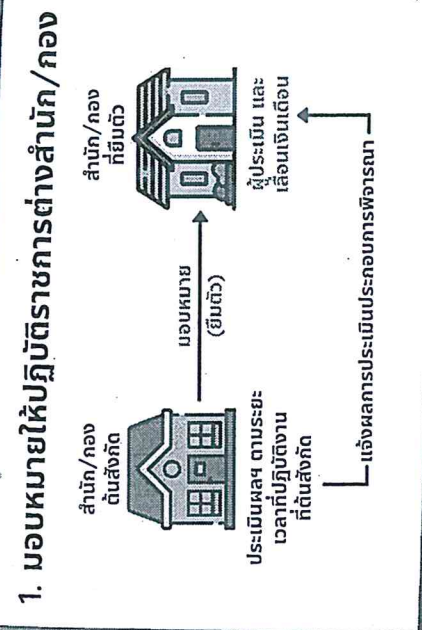 1. มอบหมายให้ปฏิบัติราชการต่างสำนัก/กอง
สำนัก/กอง
ต้นสังกัด
ประเมินผลฯ ตามระยะ
เวลาที่ปฏิบัติงาน
ที่ต้นสังกัด
มอบหมาย
(ยืมตัว)
สำนัก/กอง
ที่ยืมตัว
ผู้ประเมิน และ
เลื่อนเงินเดือน
แจ้งผลการประเมินประกอบการพิจารณา